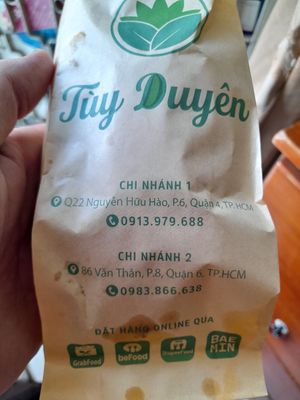 Tùy Duyên
CHI NHÁNH 1
Q22 Nguyễn Hữu Hào, P.6, Quận 4, TP.HCM
0913.979.688
CHI NHÁNH 2
86 Văn Thân, P.8, Quận 6, TP.HCM
0983.866.638
ĐẶT HÀNG ONLINE QUA
GrabFood beFood ShopeeFood BAE MIN